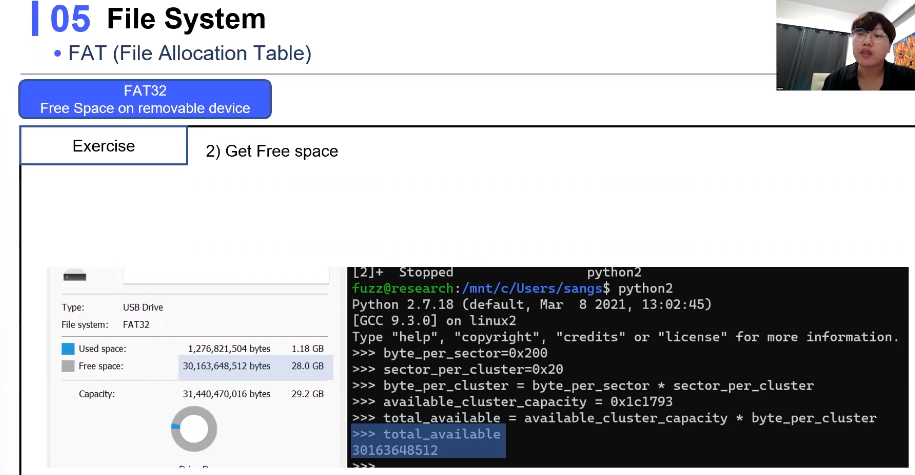 05 File System
• FAT (File Allocation Table)
FAT32
Free Space on removable device
Exercise
2) Get Free space
Type: USB Drive
File system: FAT32
Used space: 1,276,821,504 bytes 1.18 GB
Free space: 30,163,648,512 bytes 28.0 GB
Capacity: 31,440,470,016 bytes 29.2 GB
[2]+ Stopped python2
fuzz@research:/mnt/c/Users/sangs$ python2
Python 2.7.18 (default, Mar 8 2021, 13:02:45)
[GCC 9.3.0] on linux2
Type "help", "copyright", "credits" or "license" for more information.
>>> byte_per_sector=0x200
>>> sector_per_cluster=0x20
>>> byte_per_cluster = byte_per_sector * sector_per_cluster
>>> available_cluster_capacity = 0x1c1793
>>> total_available = available_cluster_capacity * byte_per_cluster
>>> total_available
30163648512
>>>